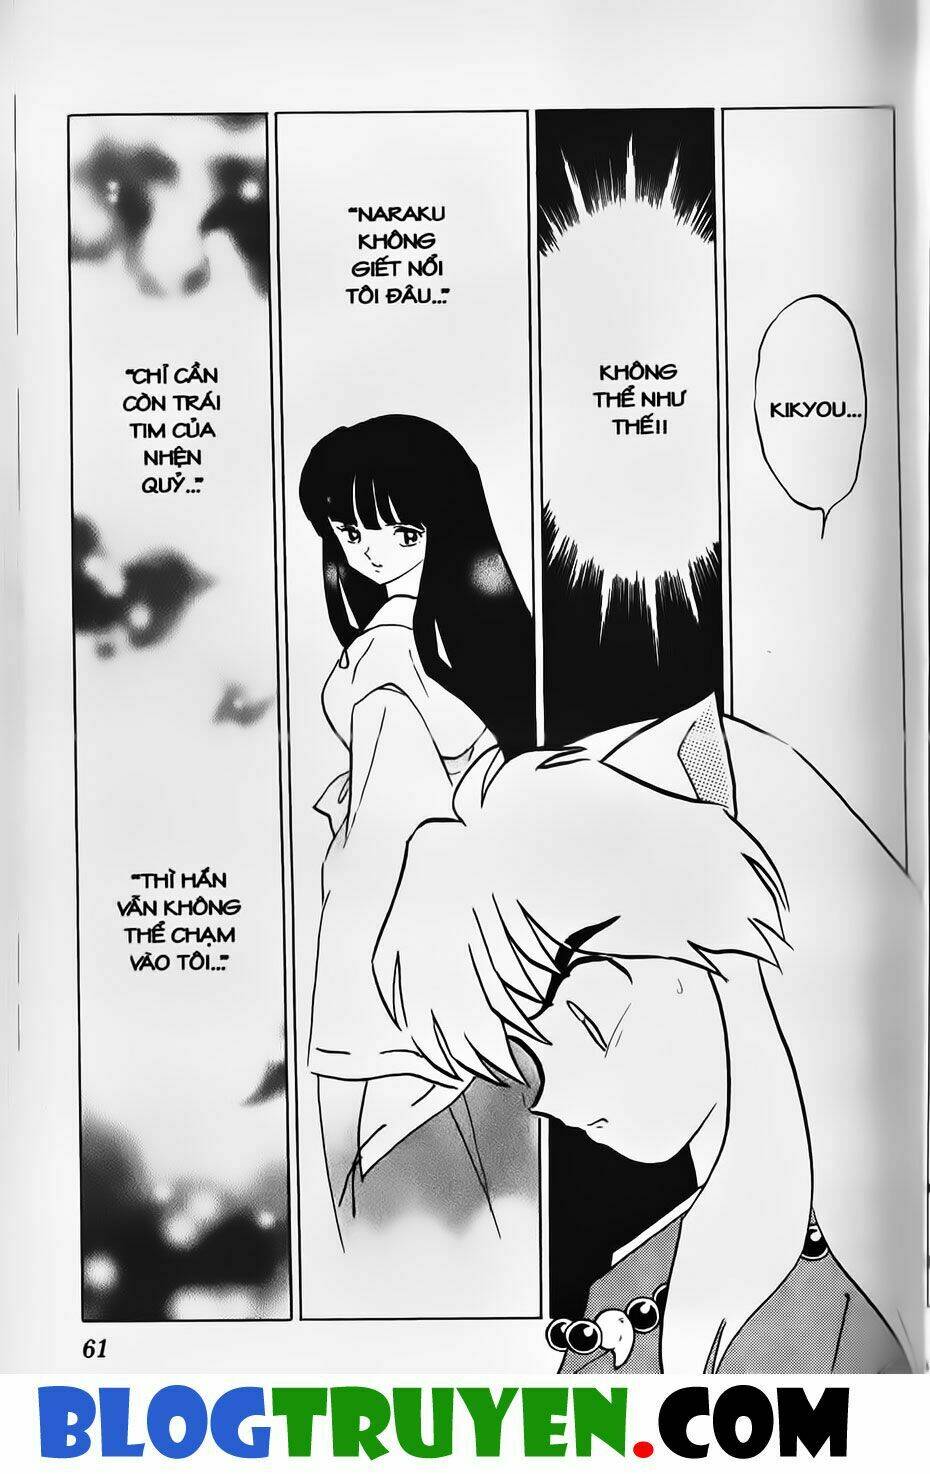 KIKYOU...
KHÔNG
THỂ NHƯ
THẾ!!
"NARAKU
KHÔNG
GIẾT NỔI
TÔI ĐÂU..."
"CHỈ CẦN
CÒN TRÁI
TIM CỦA
NHỆN
QUỶ..."
"THÌ HẮN
VẪN KHÔNG
THỂ CHẠM
VÀO TÔI..."
61
BLOGTRUYEN.COM